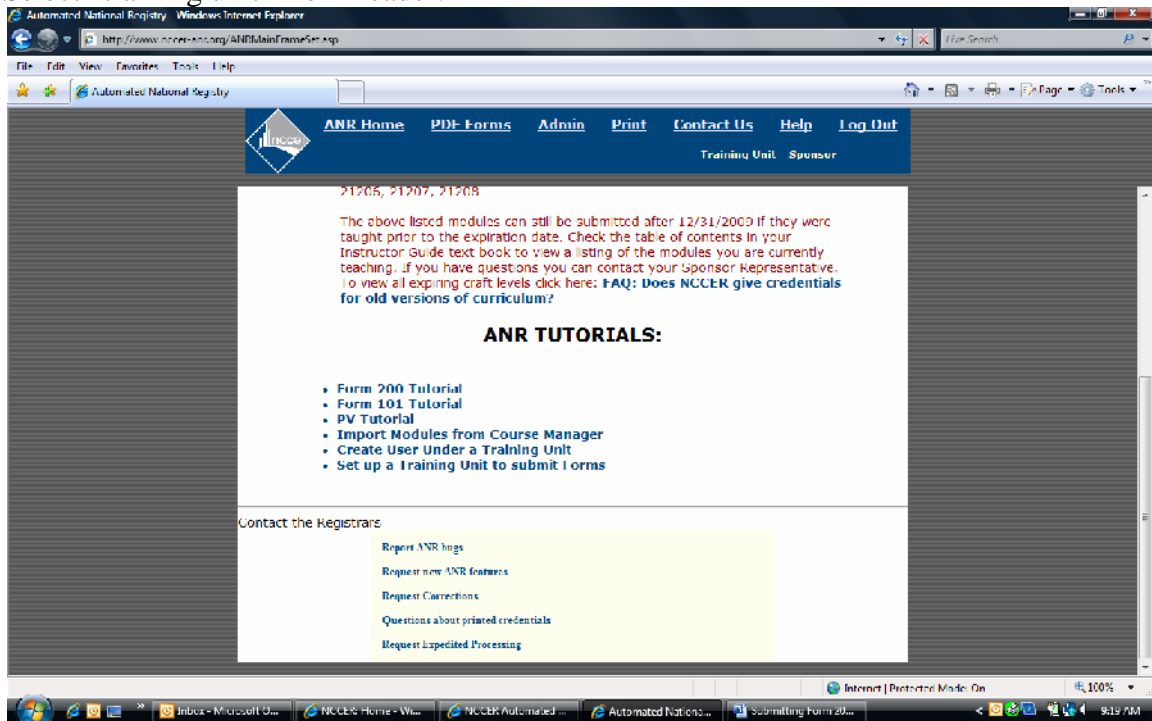 Automated National Registry - Windows Internet Explorer
http://www.nccer-anr.org/ANRMainFrameSet.asp
Live Search
File Edit View Favorites Tools Help
Automated National Registry
Page Tools
nccer
ANR Home PDF Forms Admin Print Contact Us Help Log Out
Training Unit Sponsor
21206, 21207, 21208
The above listed modules can still be submitted after 12/31/2009 if they were
taught prior to the expiration date. Check the table of contents in your
Instructor Guide text book to view a listing of the modules you are currently
teaching. If you have questions you can contact your Sponsor Representative.
To view all expiring craft levels click here: FAQ: Does NCCER give credentials
for old versions of curriculum?
ANR TUTORIALS:
• Form 200 Tutorial
• Form 101 Tutorial
• PV Tutorial
• Import Modules from Course Manager
• Create User Under a Training Unit
• Set up a Training Unit to submit Forms
Contact the Registrars
Report ANR bugs
Request new ANR features
Request Corrections
Questions about printed credentials
Request Expedited Processing
Internet | Protected Mode: On 100%
Inbox - Microsoft O... NCCER Home - Wi... NCCER Automated ... Automated Nationa... Submitting Form 20... 9:19 AM